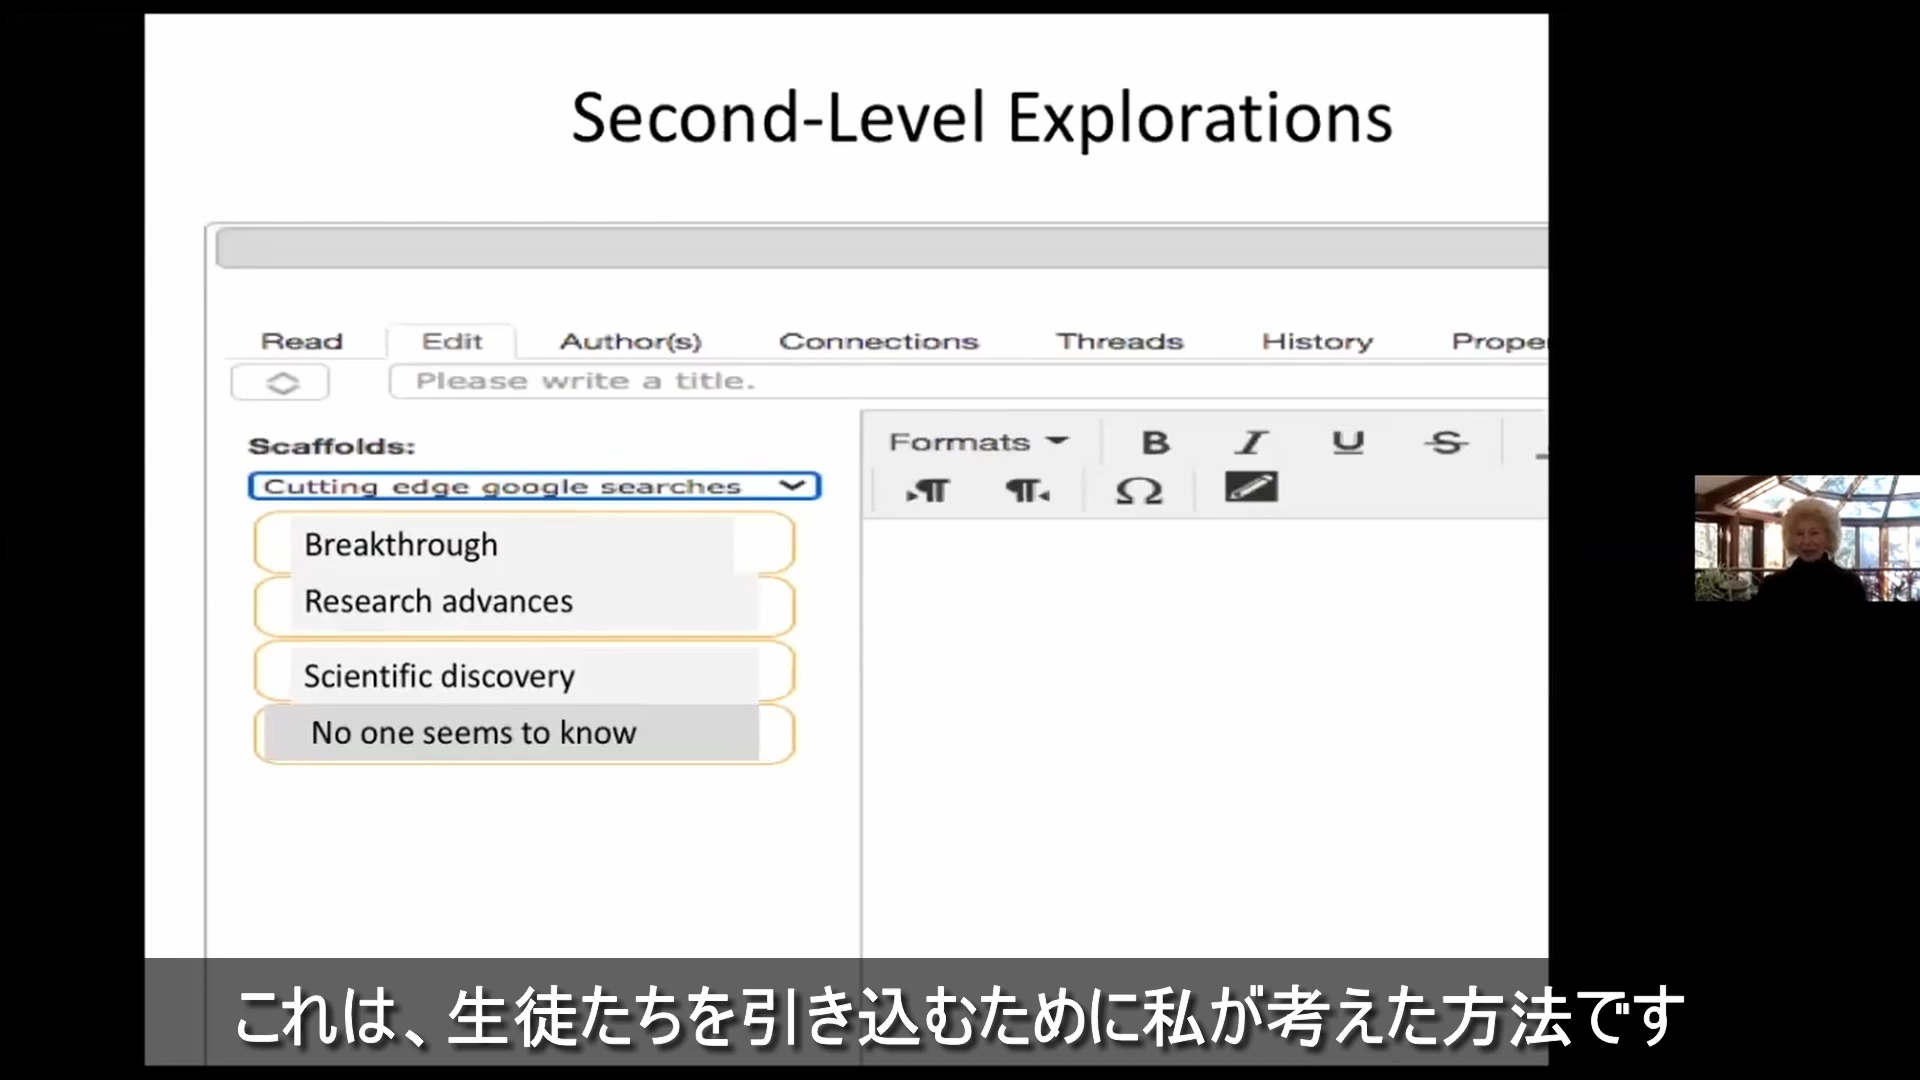 Second-Level Explorations
Read Edit Author(s) Connections Threads History Proper
Please write a title.
Scaffolds:
Formats B I U S
Cutting edge google searches
Breakthrough
Research advances
Scientific discovery
No one seems to know
これは、生徒たちを引き込むために私が考えた方法です